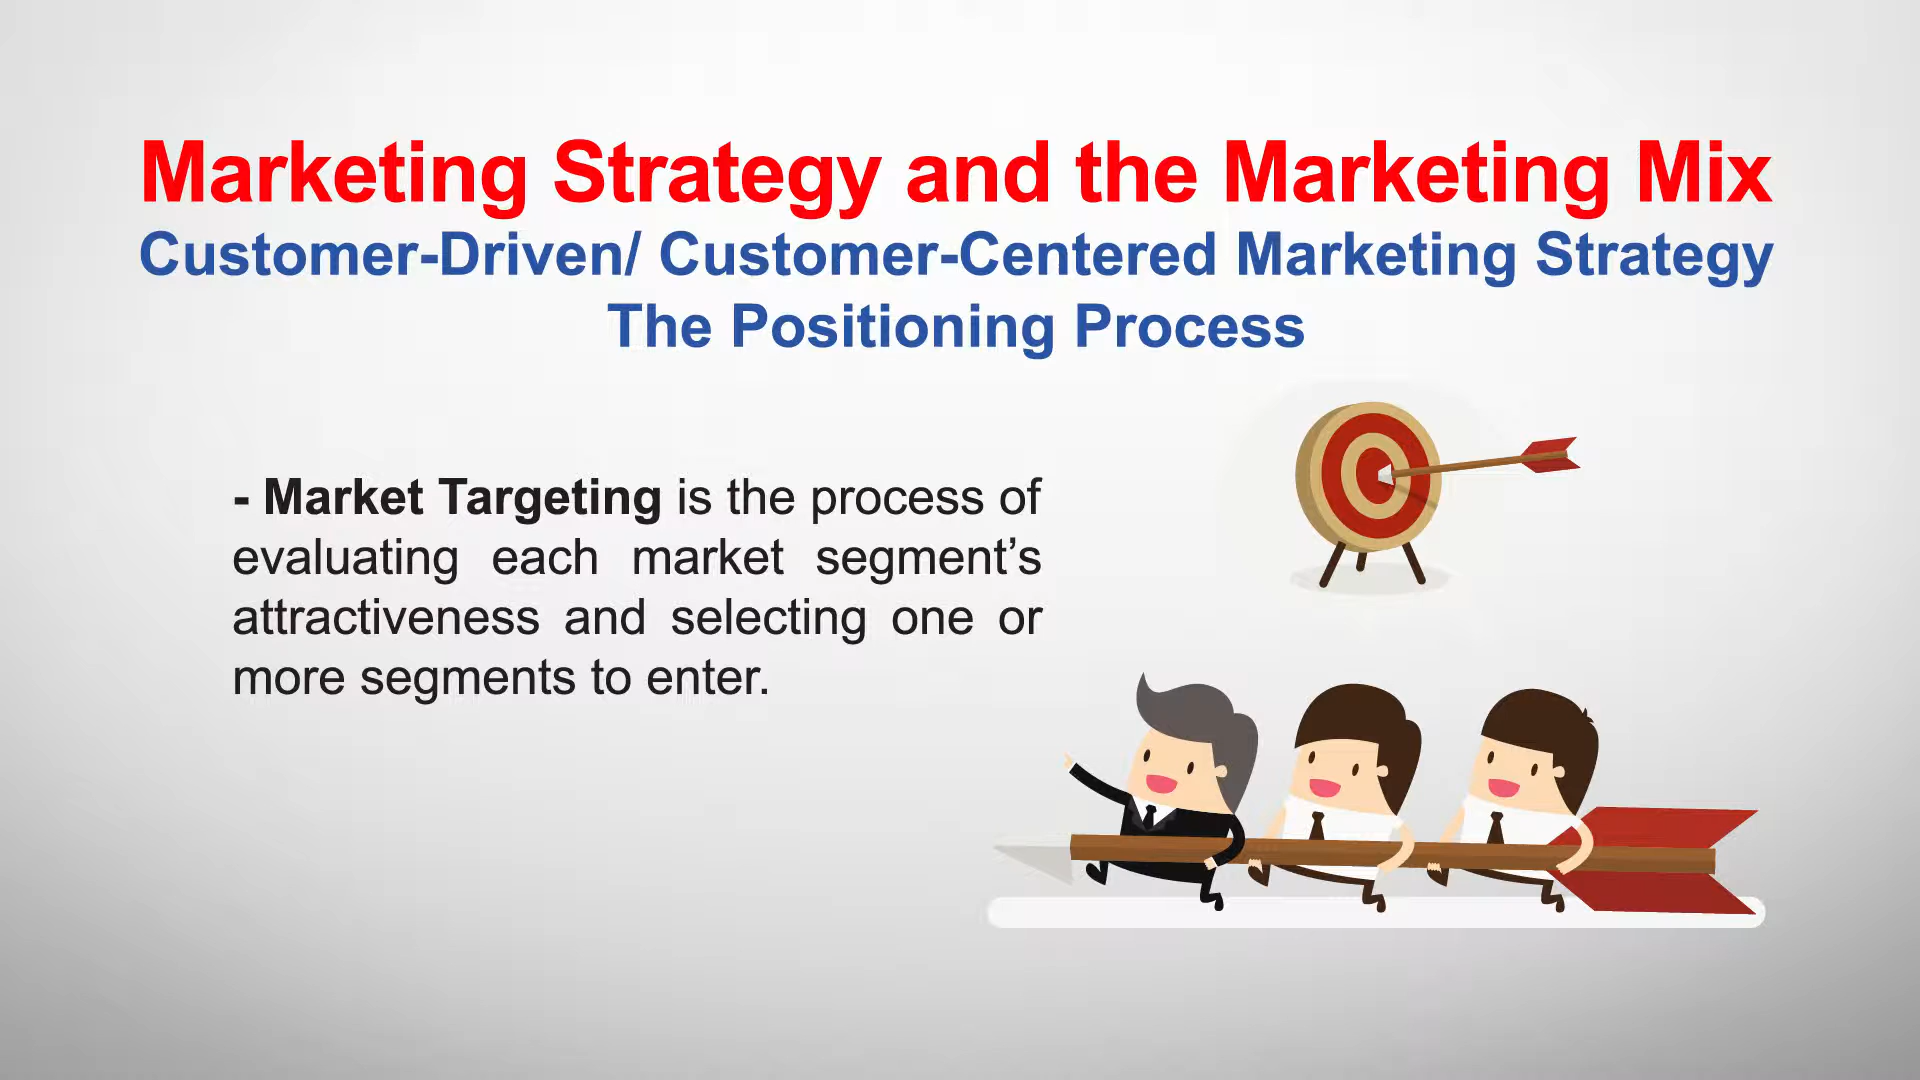 Marketing Strategy and the Marketing Mix
Customer-Driven/ Customer-Centered Marketing Strategy
The Positioning Process
- Market Targeting is the process of
evaluating each market segment’s
attractiveness and selecting one or
more segments to enter.